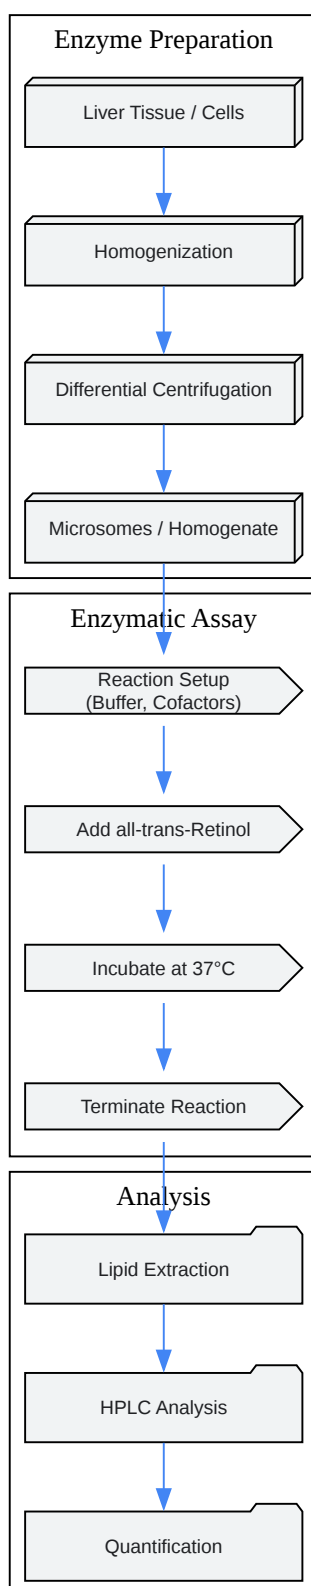 Enzyme Preparation
Liver Tissue / Cells
Homogenization
Differential Centrifugation
Microsomes / Homogenate
Enzymatic Assay
Reaction Setup
(Buffer, Cofactors)
Add all-trans-Retinol
Incubate at 37°C
Terminate Reaction
Analysis
Lipid Extraction
HPLC Analysis
Quantification